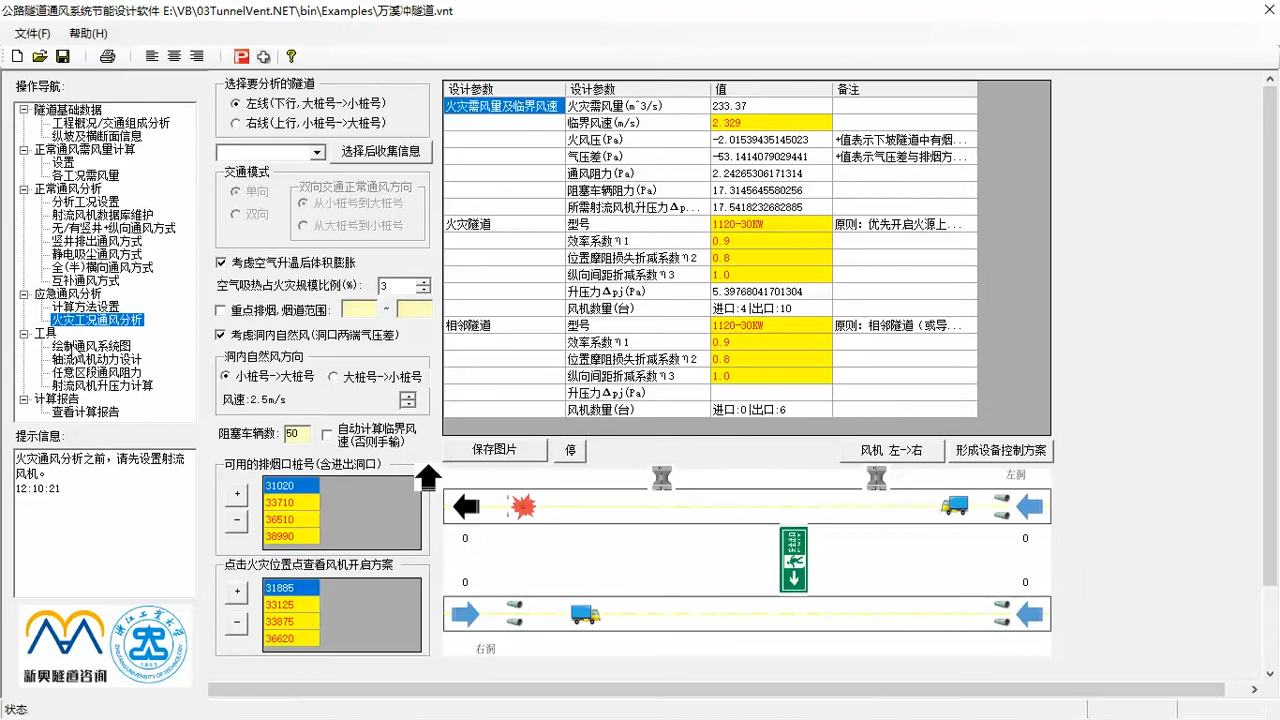 公路隧道通风系统节能设计软件 E:\VB\03TunnelVent.NET\bin\Examples\万溪冲隧道.vnt
文件(F) 帮助(H)
操作导航:
隧道基础数据
工程概况/交通组成分析
纵坡及横断面信息
正常通风需风量计算
设置
各工况需风量
正常通风分析
分析工况设置
射流风机数据库维护
无/有竖井+纵向通风方式
竖井排出通风方式
静电吸尘通风方式
全(半)横向通风方式
互补通风方式
应急通风分析
计算方法设置
火灾工况通风分析
工具
绘制通风系统图
轴流风机动力设计
任意区段通风阻力
射流风机升压力计算
计算报告
查看计算报告
提示信息:
火灾通风分析之前，请先设置射流
风机。
12:10:21
新奥隧道咨询
选择要分析的隧道
左线(下行,大桩号->小桩号)
右线(上行,小桩号->大桩号)
选择后收集信息
交通模式
单向
双向
双向交通正常通风方向
从小桩号到大桩号
从大桩号到小桩号
考虑空气升温后体积膨胀
空气吸热占火灾规模比例(%): 3
重点排烟,烟道范围: ~
考虑洞内自然风(洞口两端气压差)
洞内自然风方向
小桩号->大桩号 大桩号->小桩号
风速:2.5m/s
阻塞车辆数: 50
自动计算临界风
速(否则手输)
可用的排烟口桩号(含进出洞口)
+
-
31020
33710
36510
38990
点击火灾位置点查看风机开启方案
+
-
31885
33125
33875
36620
设计参数 设计参数 值 备注
火灾需风量及临界风速 火灾需风量(m^3/s) 233.37
临界风速(m/s) 2.329
火风压(Pa) -2.01539435145023 +值表示下坡隧道中有烟...
气压差(Pa) -53.1414079029441 +值表示气压差与排烟方...
通风阻力(Pa) 2.24265306171314
阻塞车辆阻力(Pa) 17.3145645580256
所需射流风机升压力Δp... 17.5418232682885
火灾隧道 型号 1120-30KW 原则：优先开启火源上...
效率系数η1 0.9
位置摩阻损失折减系数η2 0.8
纵向间距折减系数η3 1.0
升压力Δpj(Pa) 5.39768041701304
风机数量(台) 进口:4|出口:10
相邻隧道 型号 1120-30KW 原则：相邻隧道（或导...
效率系数η1 0.9
位置摩阻损失折减系数η2 0.8
纵向间距折减系数η3 1.0
升压力Δpj(Pa)
风机数量(台) 进口:0|出口:6
保存图片 停 风机 左->右 形成设备控制方案
左洞
0 0
0 0
右洞
状态